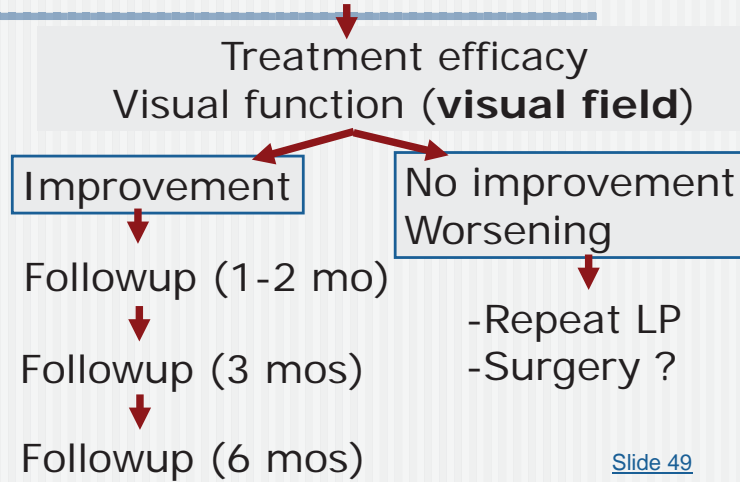 Treatment efficacy
Visual function (visual field)
Improvement
No improvement
Worsening
Followup (1-2 mo)
Followup (3 mos)
Followup (6 mos)
-Repeat LP
-Surgery ?
Slide 49